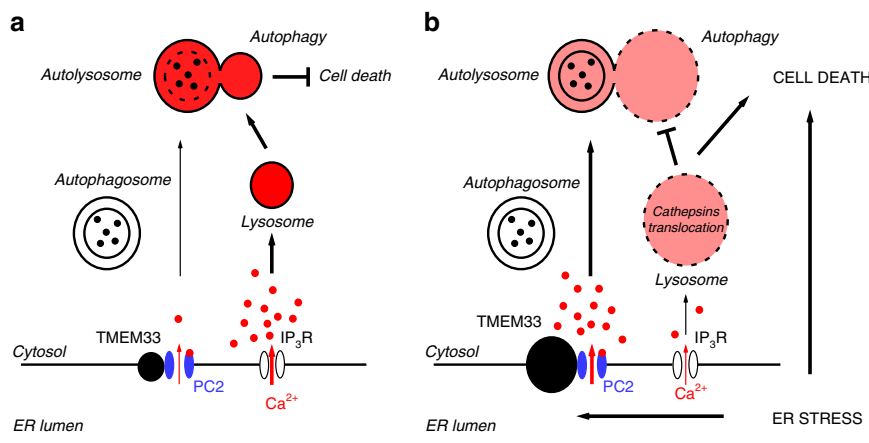 a
Autophagy
Autolysosome
Cell death
Autophagosome
Lysosome
TMEM33
IP3R
Cytosol
PC2
Ca2+
ER lumen
b
Autophagy
Autolysosome
CELL DEATH
Autophagosome
Cathepsins
translocation
Lysosome
TMEM33
IP3R
Cytosol
PC2
Ca2+
ER lumen
ER STRESS